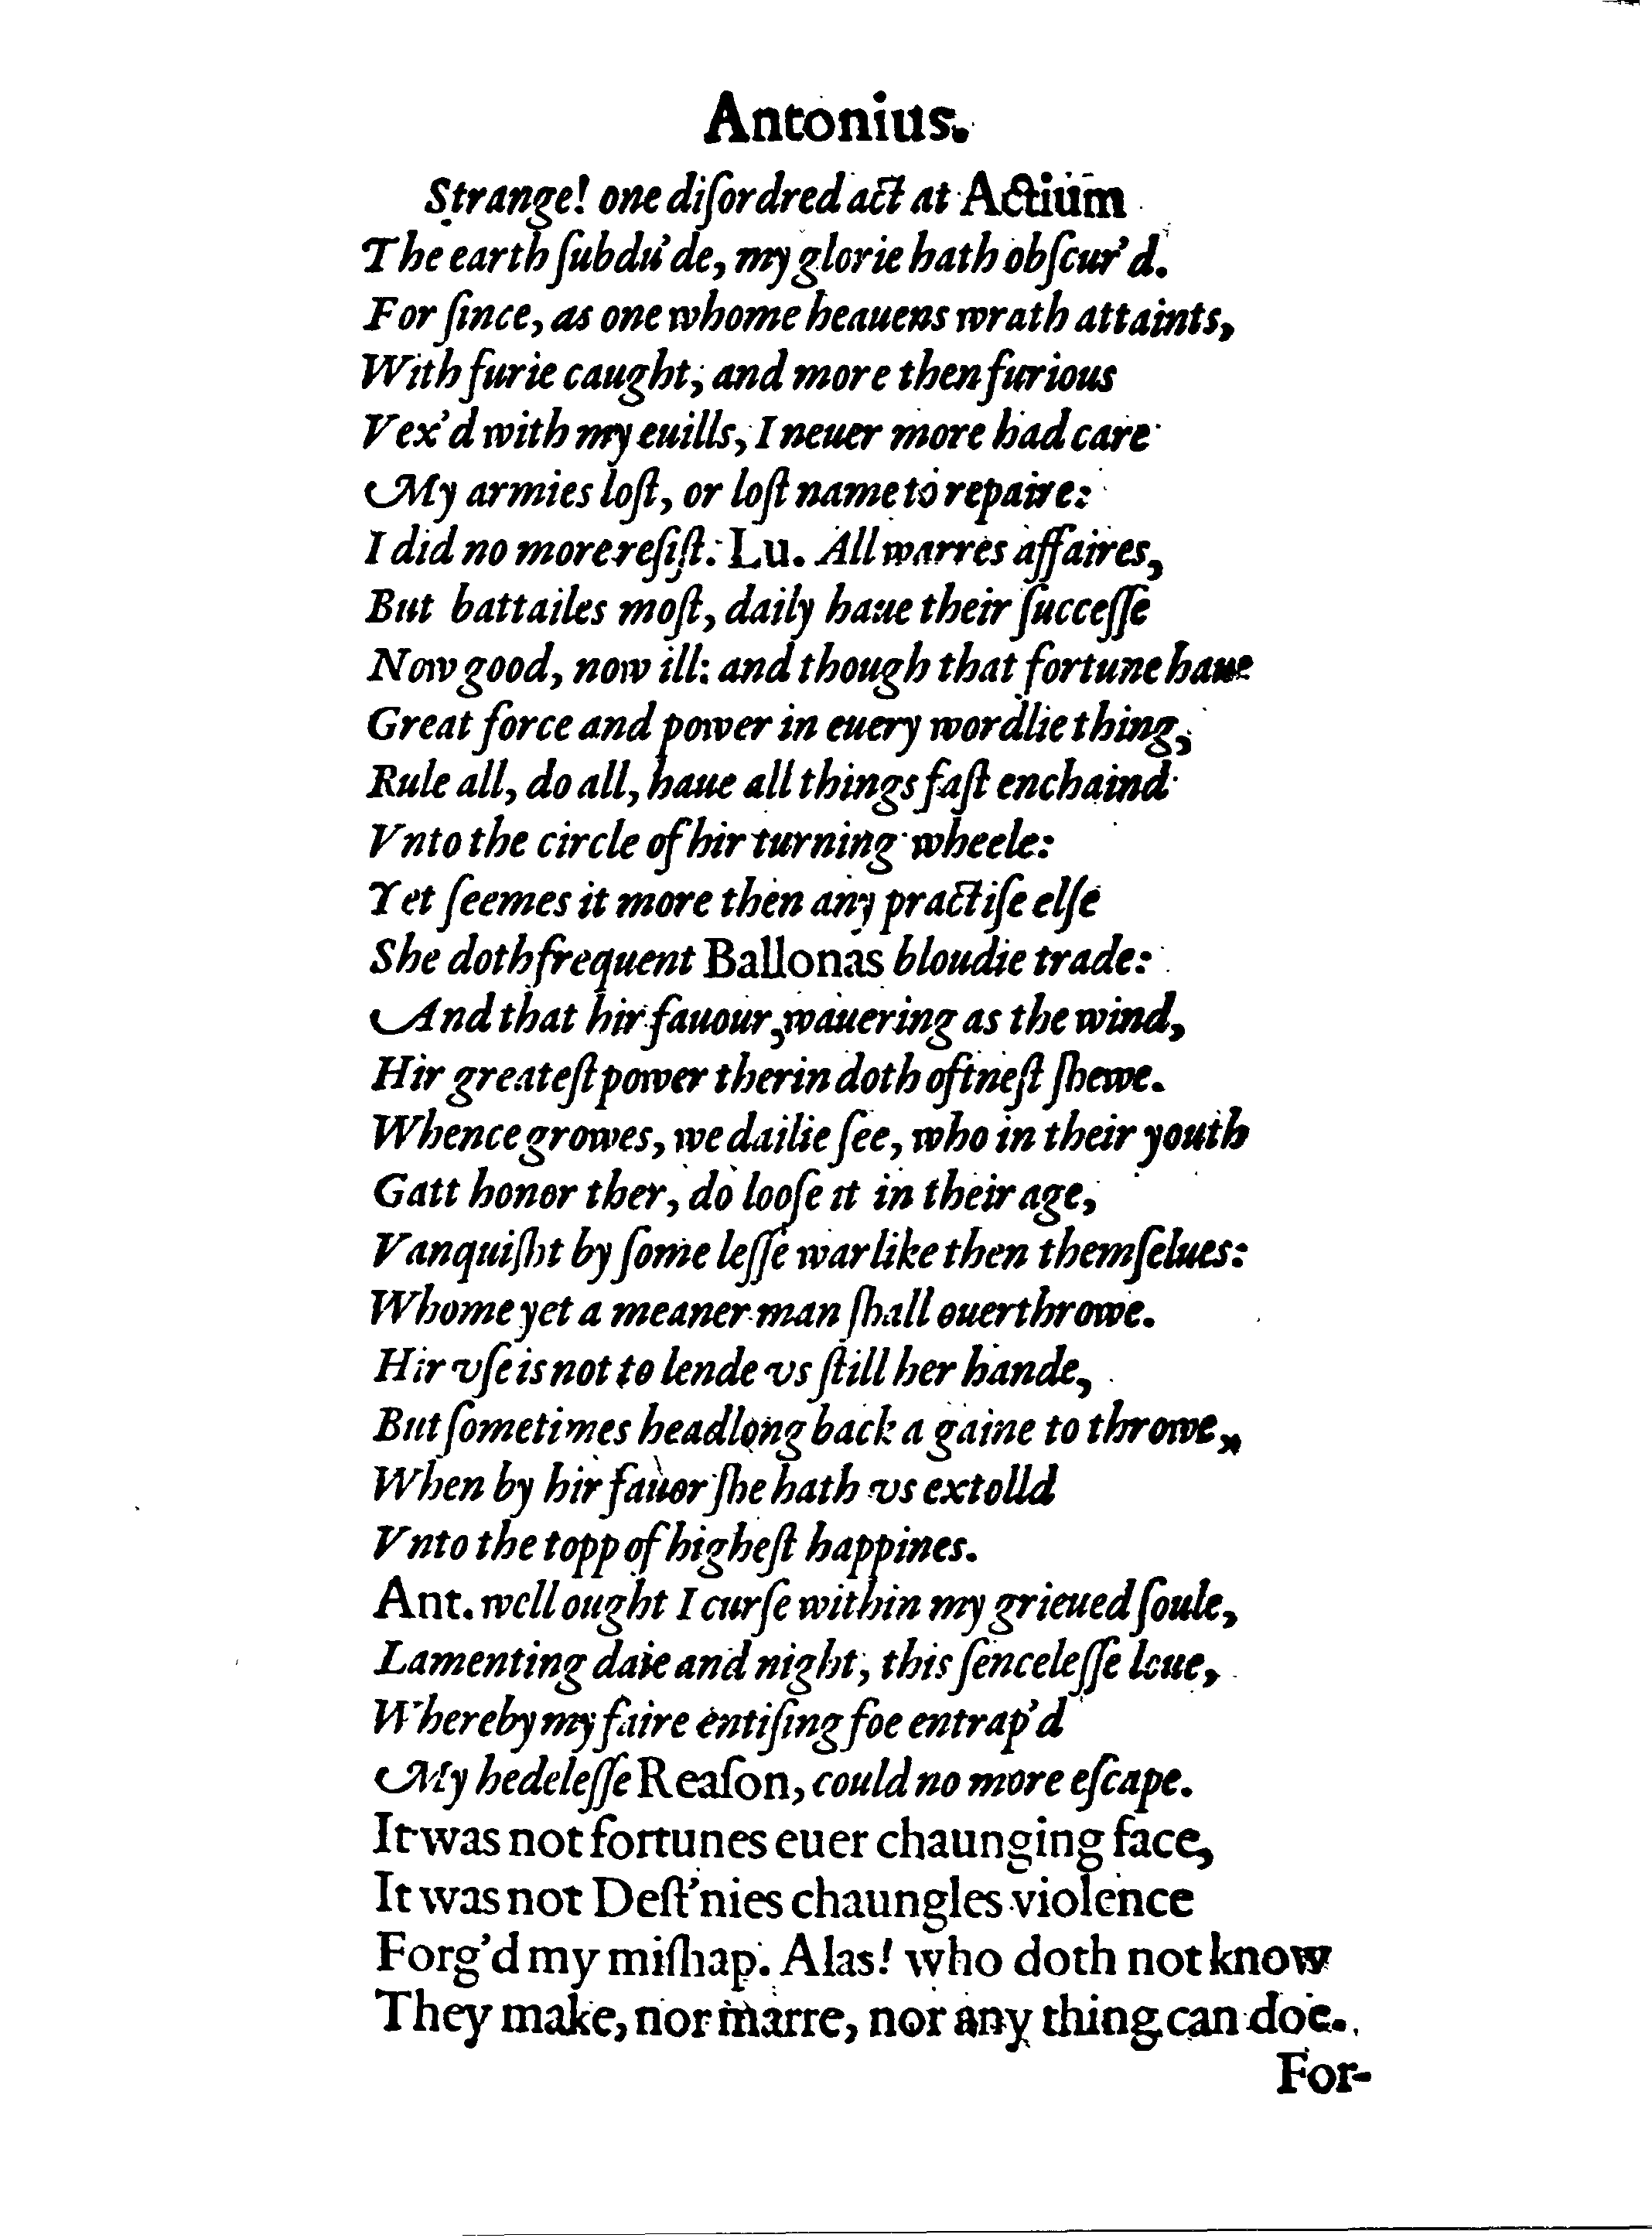 Antonius.
Strange! one diſordred act at Actium
The earth ſubdu'de, my glorie hath obſcur'd.
For ſince, as one whome heauens wrath attaints,
With furie caught, and more then furious
Vex'd with my euills, I neuer more had care
My armies loſt, or loſt name to repaire:
I did no more reſiſt. Lu. All warres affaires,
But battailes moſt, daily haue their ſucceſſe
Now good, now ill: and though that fortune haue
Great force and power in euery wordlie thing,
Rule all, do all, haue all things faſt enchaind
Vnto the circle of hir turning wheele:
Yet ſeemes it more then any practiſe elſe
She doth frequent Ballonas bloudie trade:
And that hir fauour, wauering as the wind,
Hir greateſt power therin doth oftneſt ſhewe.
Whence growes, we dailie ſee, who in their youth
Gatt honor ther, do looſe it in their age,
Vanquiſht by ſome leſſe warlike then themſelues:
Whome yet a meaner man ſhall ouerthrowe.
Hir vſe is not to lende vs ſtill her hande,
But ſometimes headlong back a gaine to throwe,
When by hir fauor ſhe hath vs extolld
Vnto the topp of higheſt happines.
Ant. well ought I curſe within my grieued ſoule,
Lamenting daie and night, this ſenceleſſe loue,
Whereby my faire entiſing foe entrap'd
My hedeleſſe Reaſon, could no more eſcape.
It was not fortunes euer chaunging face,
It was not Deſt'nies chaungles violence
Forg'd my miſhap. Alas! who doth not know
They make, nor marre, nor any thing can doe.
For-